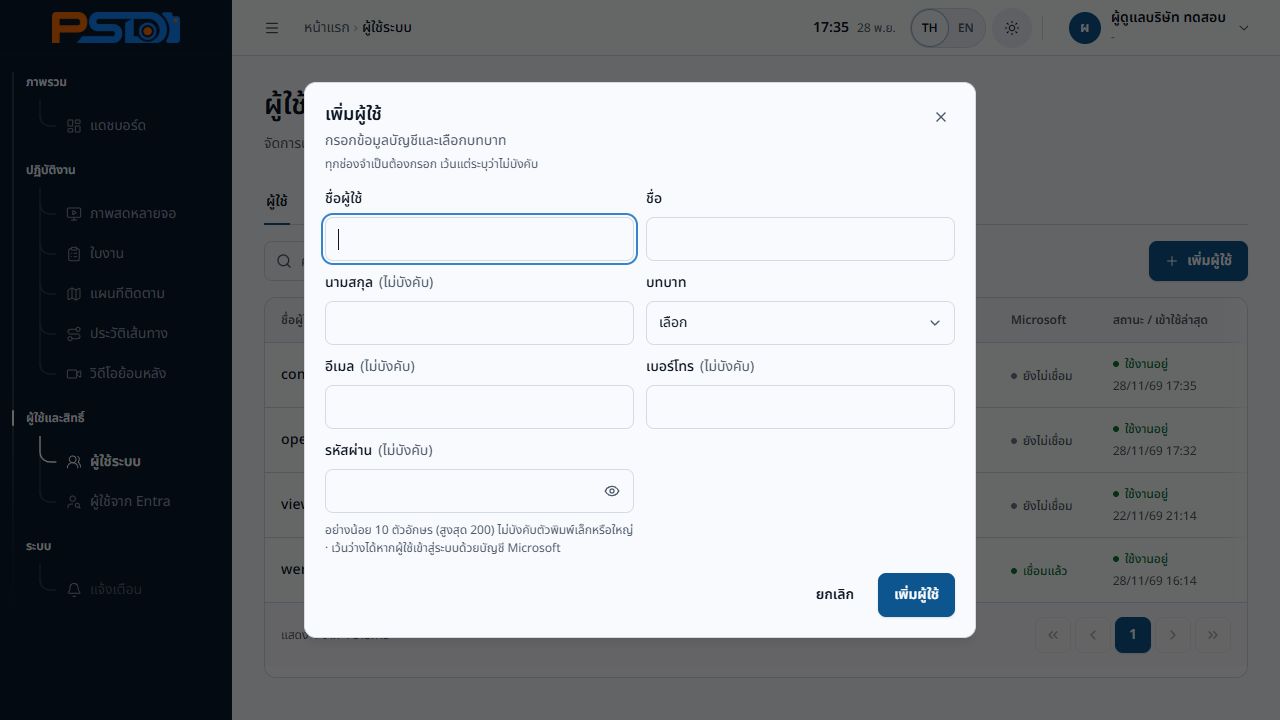 PSDI
ภาพรวม
แดชบอร์ด
ปฏิบัติงาน
ภาพสดหลายจอ
ใบงาน
แผนที่ติดตาม
ประวัติเส้นทาง
วิดีโอย้อนหลัง
ผู้ใช้และสิทธิ์
ผู้ใช้ระบบ
ผู้ใช้จาก Entra
ระบบ
แจ้งเตือน
หน้าแรก › ผู้ใช้ระบบ
17:35 28 พ.ย.
TH EN
ผ
ผู้ดูแลบริษัท ทดสอบ
-
ผู้ใช้
เพิ่มผู้ใช้
Microsoft
สถานะ / เข้าใช้ล่าสุด
ยังไม่เชื่อม
ใช้งานอยู่
28/11/69 17:35
ยังไม่เชื่อม
ใช้งานอยู่
28/11/69 17:32
ยังไม่เชื่อม
ใช้งานอยู่
22/11/69 21:14
เชื่อมแล้ว
ใช้งานอยู่
28/11/69 16:14
« ‹ 1 › »
เพิ่มผู้ใช้
กรอกข้อมูลบัญชีและเลือกบทบาท
ทุกช่องจำเป็นต้องกรอก เว้นแต่ระบุว่าไม่บังคับ
ชื่อผู้ใช้
ชื่อ
นามสกุล (ไม่บังคับ)
บทบาท
เลือก
อีเมล (ไม่บังคับ)
เบอร์โทร (ไม่บังคับ)
รหัสผ่าน (ไม่บังคับ)
อย่างน้อย 10 ตัวอักษร (สูงสุด 200) ไม่บังคับตัวพิมพ์เล็กหรือใหญ่
· เว้นว่างได้หากผู้ใช้เข้าสู่ระบบด้วยบัญชี Microsoft
ยกเลิก
เพิ่มผู้ใช้